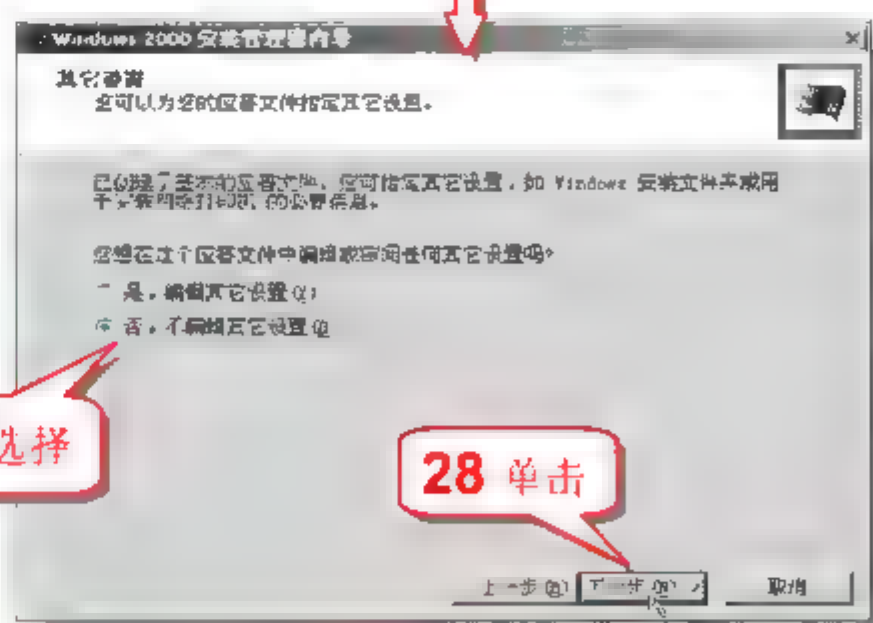 Windows 2000 安装管理器向导
其它设置
您可以为您的应答文件指定其它设置。
已创建了基本的应答文件。您可指定其它设置，如 Windows 安装文件夹或用
于安装网络打印机的必要信息。
您想在这个应答文件中编辑或添加任何其它设置吗?
是，编辑其它设置(Y)
否，不编辑其它设置(N)
选择
28 单击
上一步(B) 下一步(N) > 取消